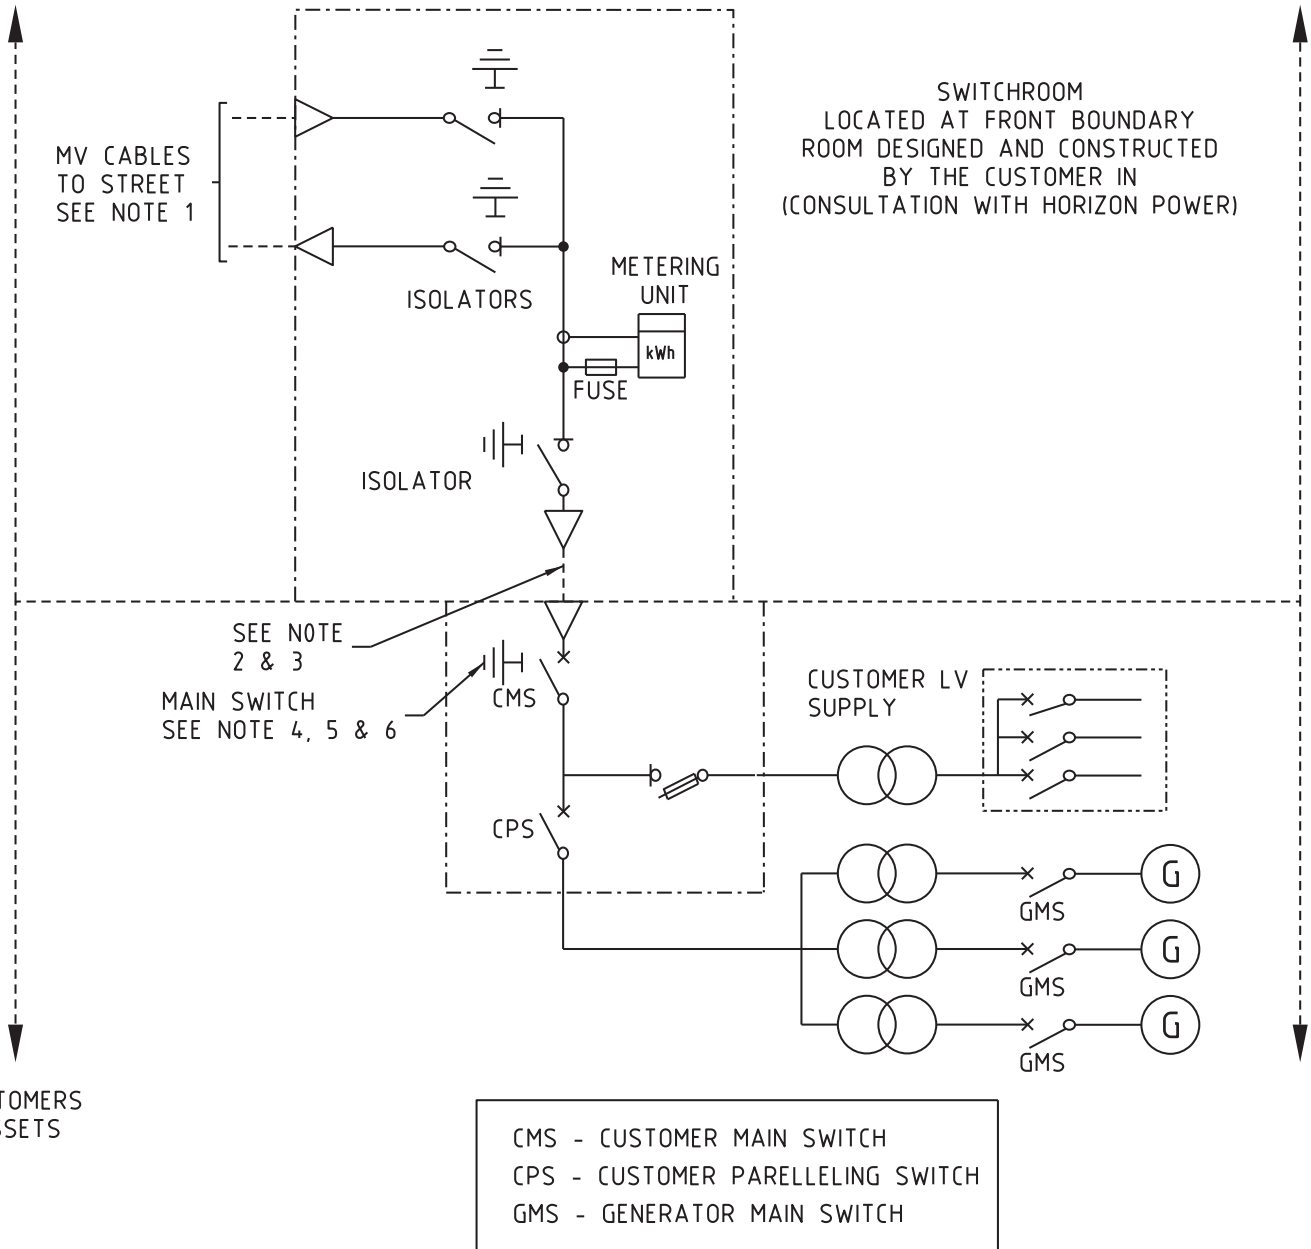 SWITCHROOM
LOCATED AT FRONT BOUNDARY
ROOM DESIGNED AND CONSTRUCTED
BY THE CUSTOMER IN
(CONSULTATION WITH HORIZON POWER)
MV CABLES
TO STREET
SEE NOTE 1
ISOLATORS
METERING
UNIT
kWh
FUSE
ISOLATOR
SEE NOTE
2 & 3
MAIN SWITCH
SEE NOTE 4, 5 & 6
CMS
CUSTOMER LV
SUPPLY
CPS
G
GMS
G
GMS
G
GMS
TOMERS
SSETS
CMS - CUSTOMER MAIN SWITCH
CPS - CUSTOMER PARELLELING SWITCH
GMS - GENERATOR MAIN SWITCH